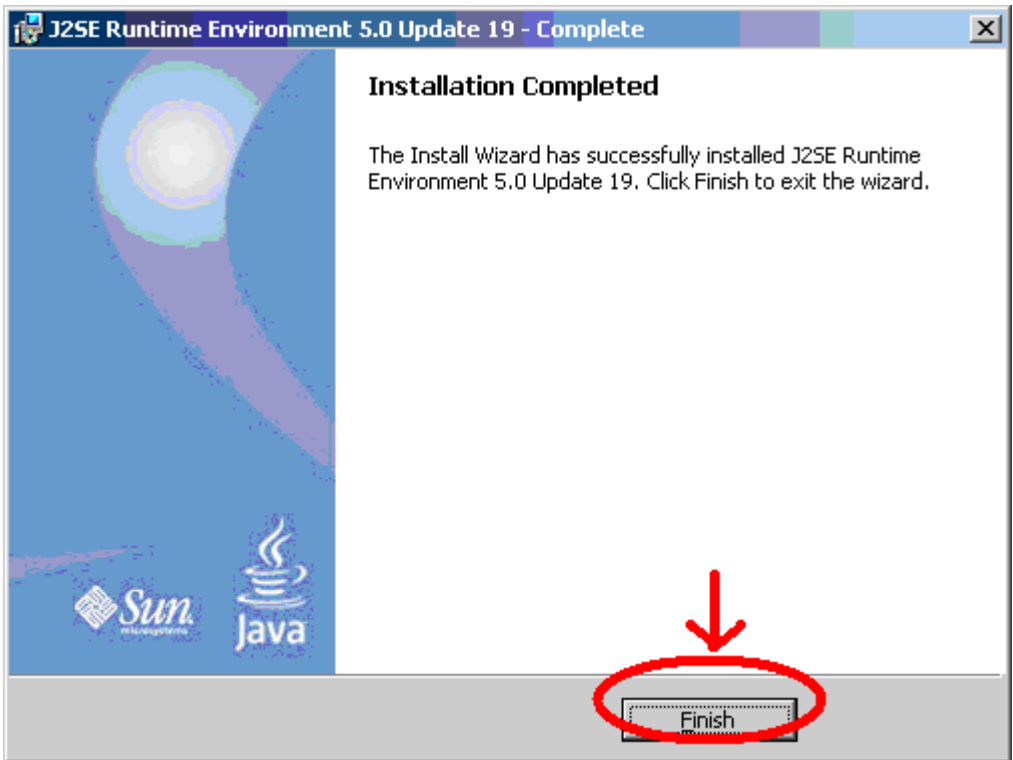 J2SE Runtime Environment 5.0 Update 19 - Complete
Installation Completed
The Install Wizard has successfully installed J2SE Runtime
Environment 5.0 Update 19. Click Finish to exit the wizard.
Sun
microsystems
Java
Finish